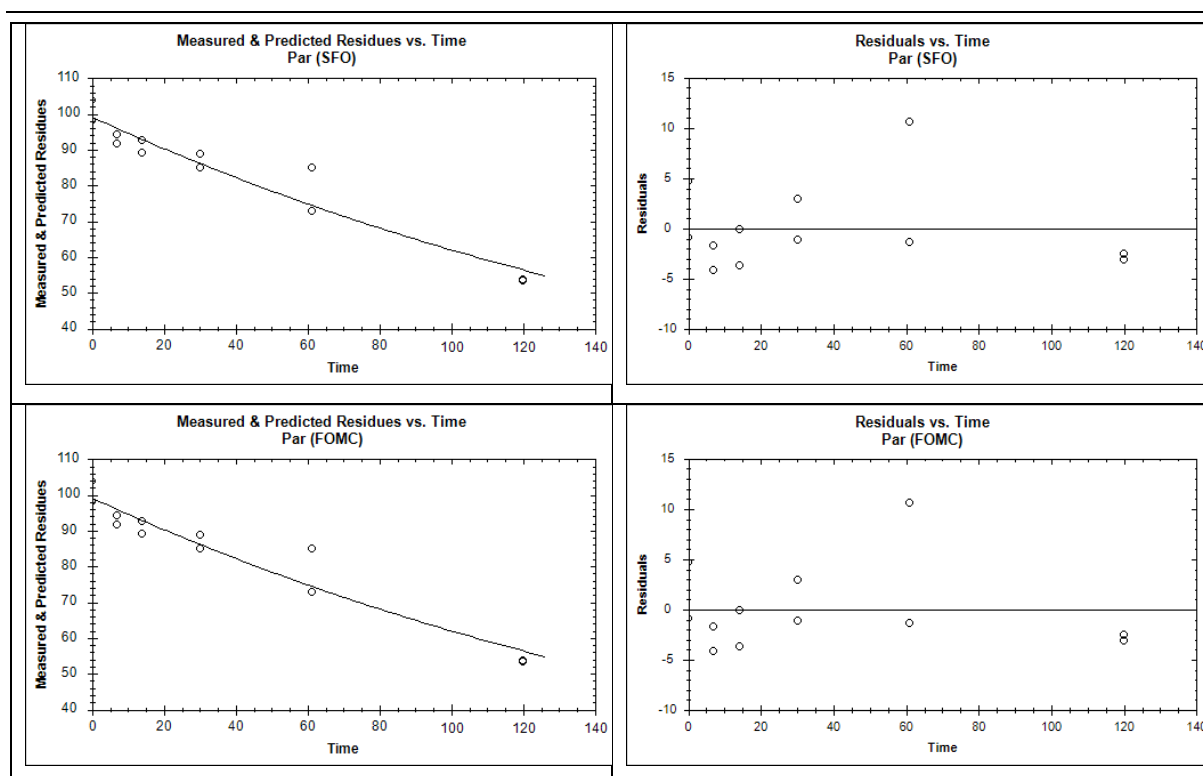 Measured & Predicted Residues vs. Time
Par (SFO)
Measured & Predicted Residues
110
100
90
80
70
60
50
40
0 20 40 60 80 100 120 140
Time
Residuals vs. Time
Par (SFO)
Residuals
15
10
5
0
-5
-10
0 20 40 60 80 100 120 140
Time
Measured & Predicted Residues vs. Time
Par (FOMC)
Measured & Predicted Residues
110
100
90
80
70
60
50
40
0 20 40 60 80 100 120 140
Time
Residuals vs. Time
Par (FOMC)
Residuals
15
10
5
0
-5
-10
0 20 40 60 80 100 120 140
Time